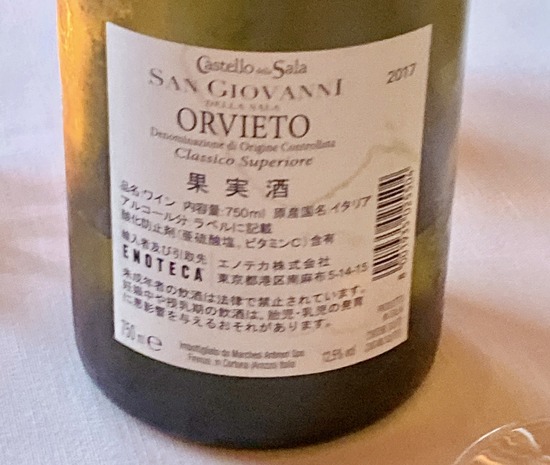 Castello della Sala
2017
SAN GIOVANNI
DELLA SALA
ORVIETO
Denominazione di Origine Controllata
Classico Superiore
果実酒
品名:ワイン 内容量:750ml 原産国名:イタリア
アルコール分:ラベルに記載
酸化防止剤(亜硫酸塩、ビタミンC)含有
輸入者及び引取先
ENOTECA
エノテカ株式会社
東京都港区南麻布5-14-15
未成年者の飲酒は法律で禁止されています。
妊娠中や授乳期の飲酒は、胎児・乳児の発育
に悪影響を与えるおそれがあります。
750 ml e
Imbottigliato da Marchesi Antinori Spa
Firenze, in Cortona (Arezzo) Italia
12,5% vol